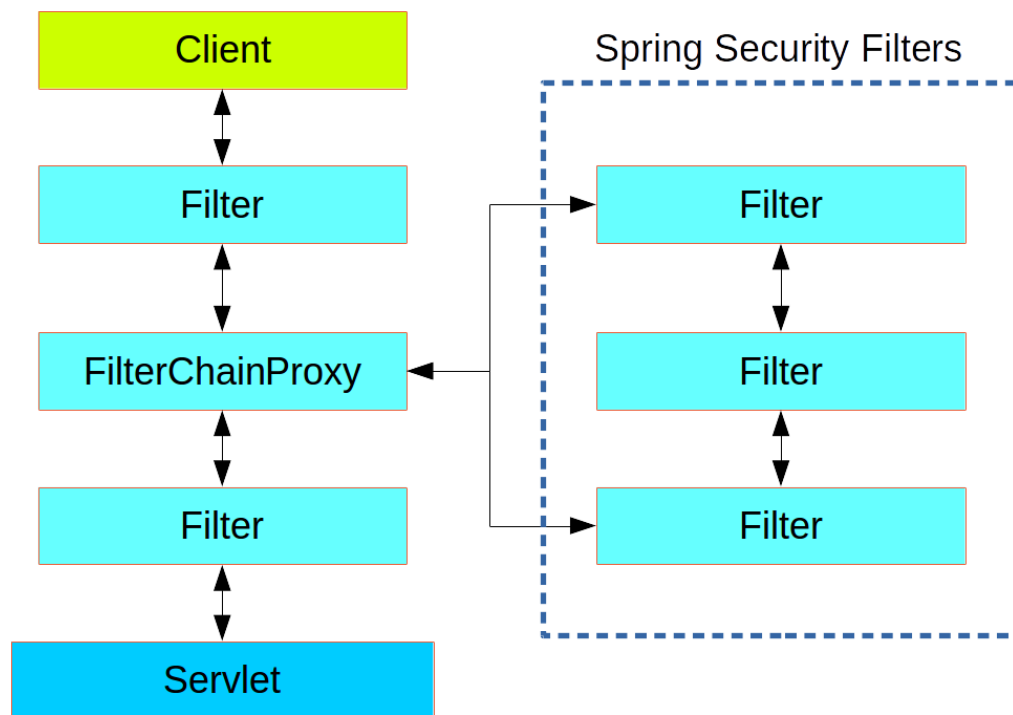 Client
Spring Security Filters
Filter
Filter
FilterChainProxy
Filter
Filter
Filter
Servlet